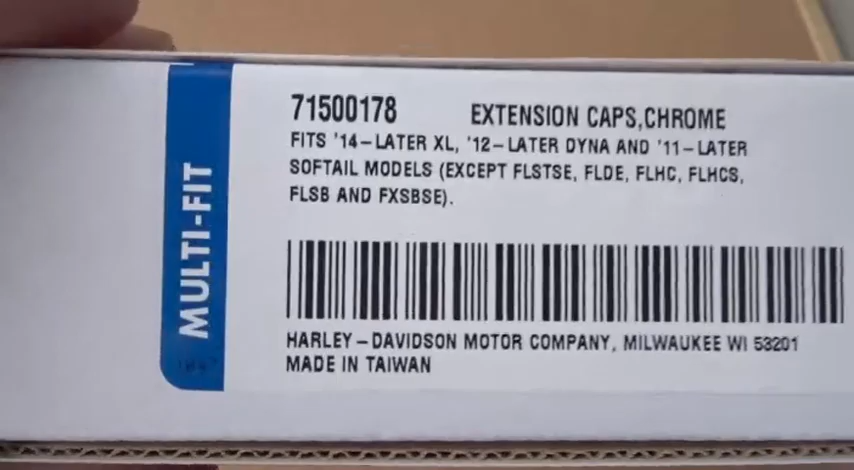 71500178 EXTENSION CAPS,CHROME
FITS '14-LATER XL, '12-LATER DYNA AND '11-LATER
SOFTAIL MODELS (EXCEPT FLSTSE, FLDE, FLHC, FLHCS,
FLSB AND FXSBSE).
MULTI-FIT
HARLEY-DAVIDSON MOTOR COMPANY, MILWAUKEE WI 53201
MADE IN TAIWAN